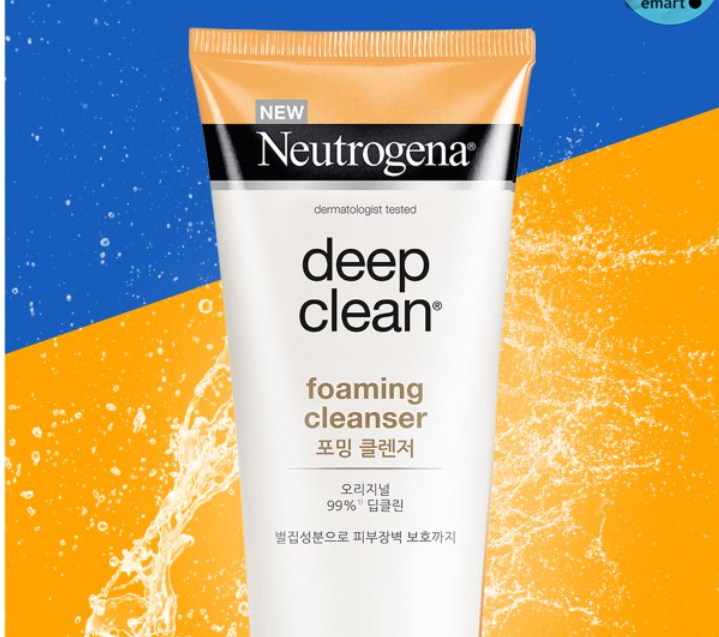 emart
NEW
Neutrogena®
dermatologist tested
deep
clean®
foaming
cleanser
포밍 클렌저
오리지널
99%¹⁾ 딥클린
벌집성분으로 피부장벽 보호까지